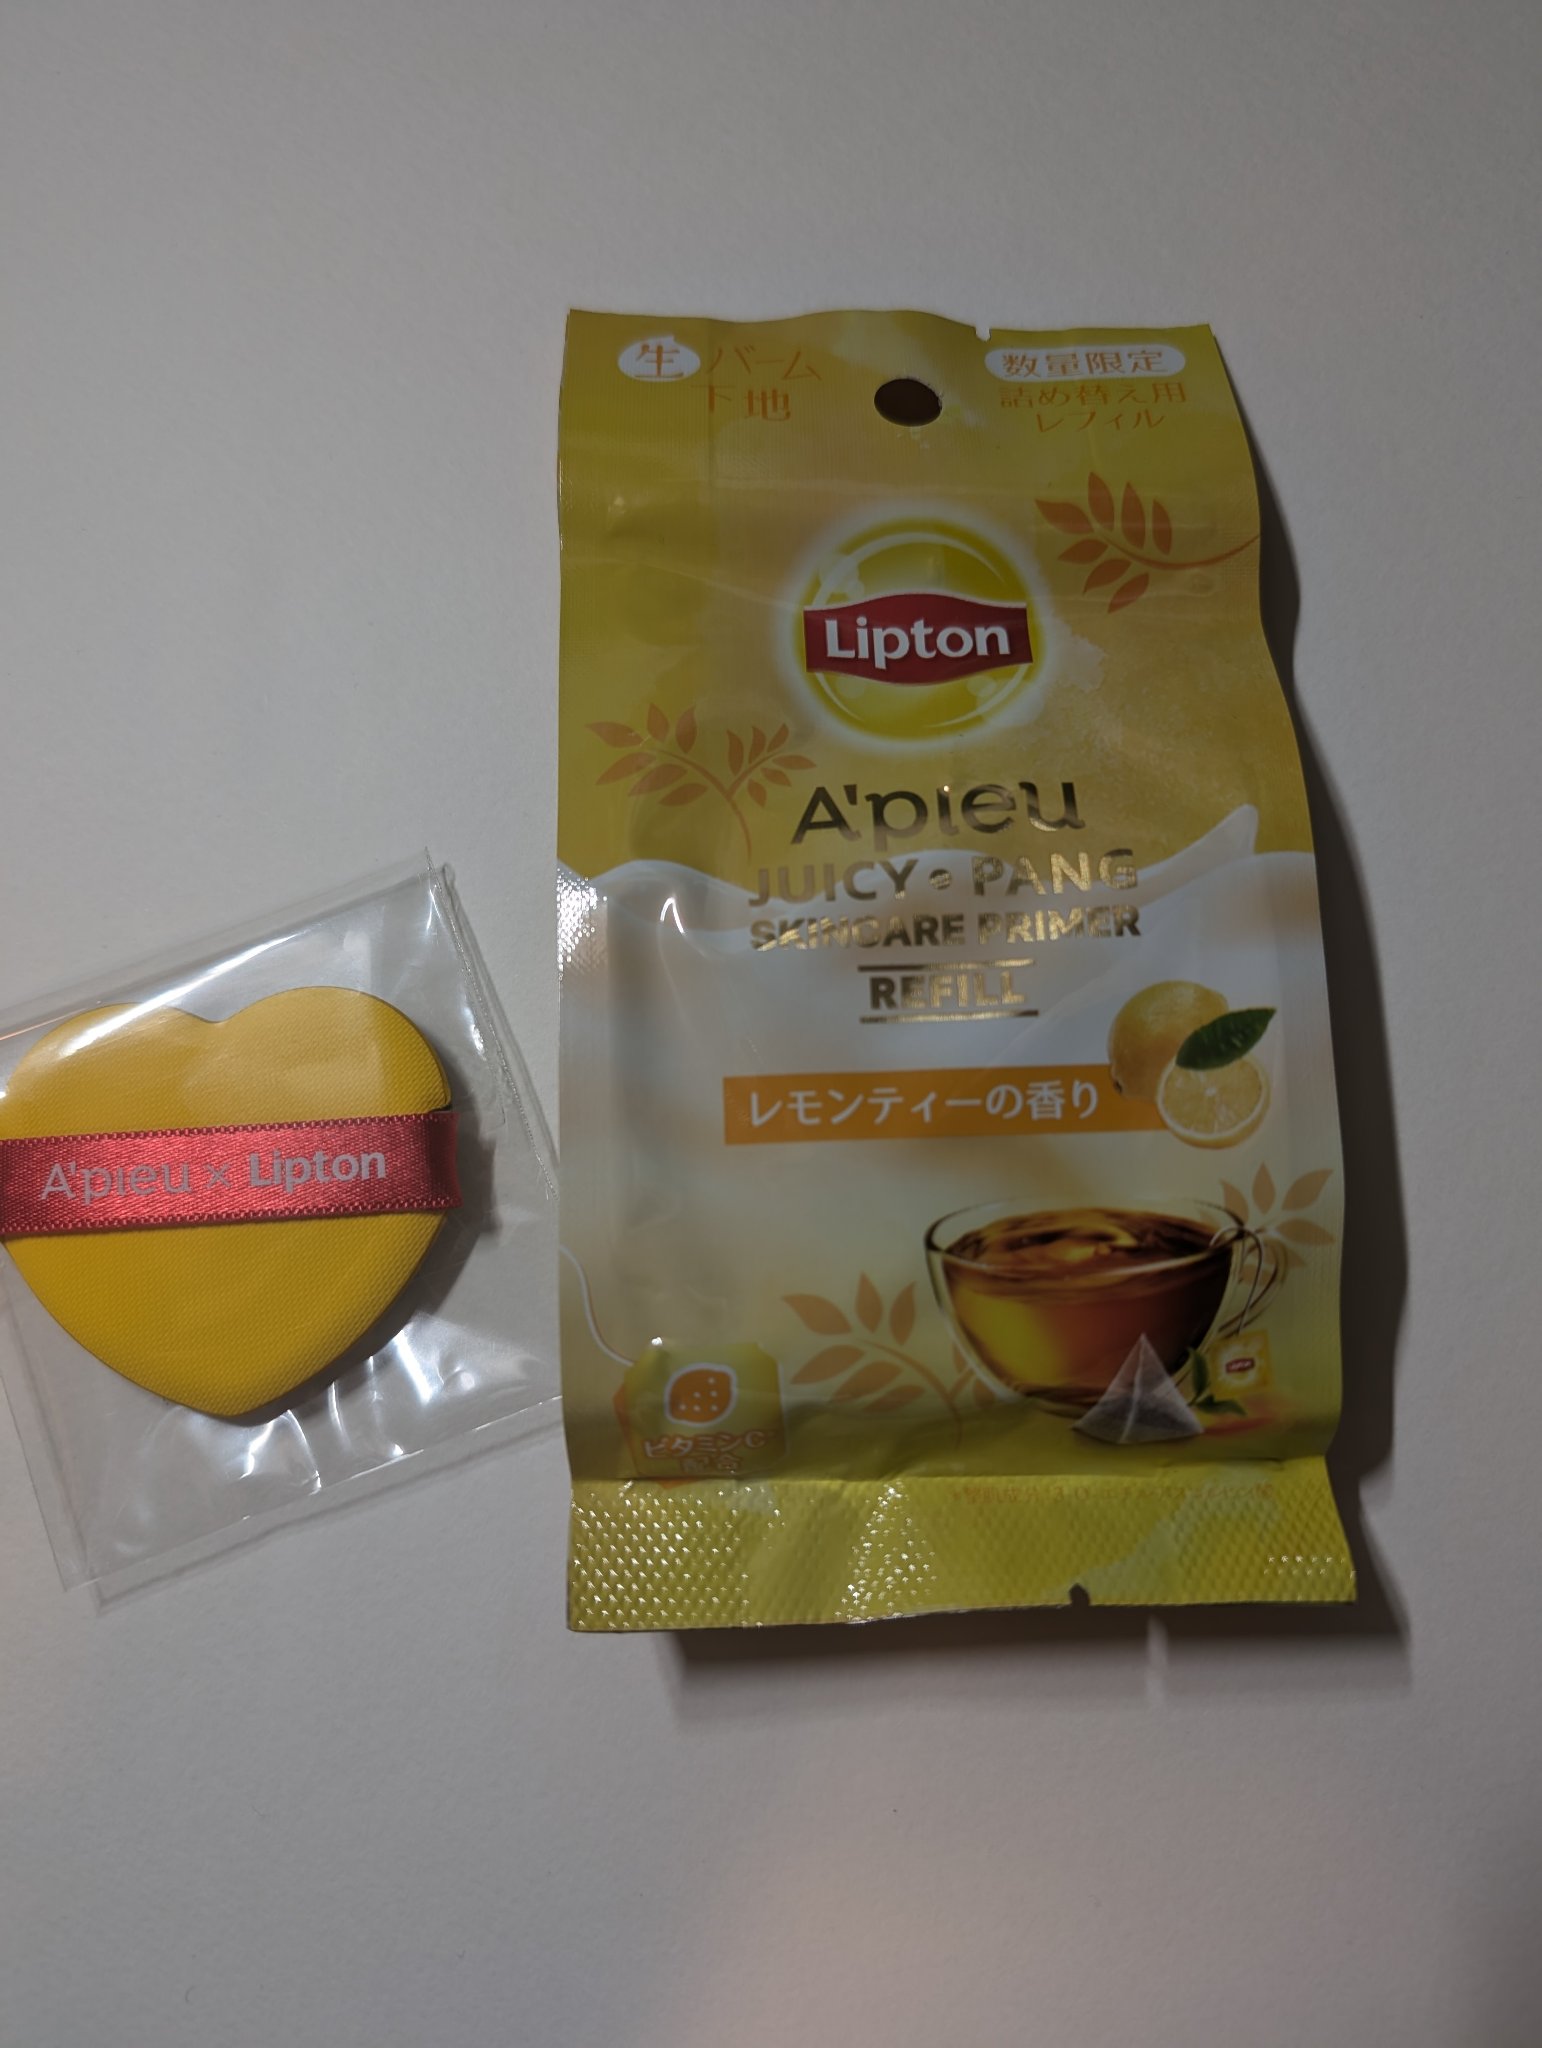 生バーム
下地
数量限定
詰め替え用
レフィル
Lipton
A'pieu
JUICY・PANG
SKINCARE PRIMER
REFILL
レモンティーの香り
A'pieu × Lipton
Lipton
ビタミンC*
配合